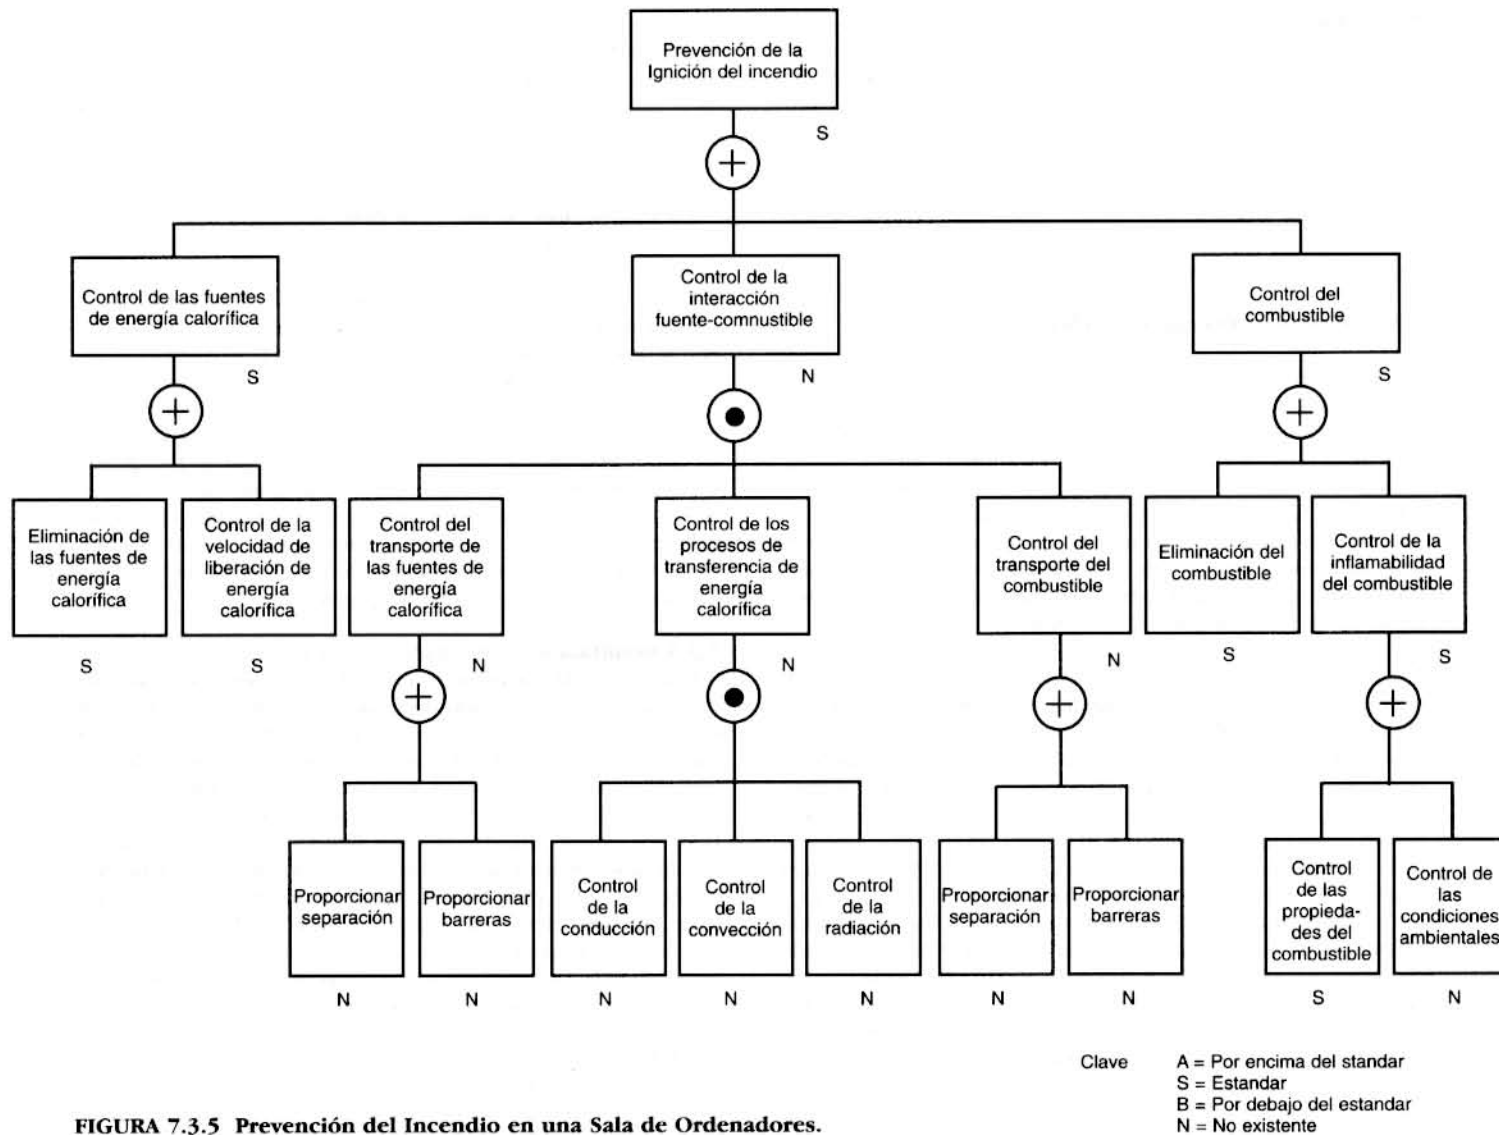 Prevención de la
Ignición del incendio
S
+
Control de las fuentes
de energía calorífica
S
+
Control de la
interacción
fuente-comnustible
N
Control del
combustible
S
+
Eliminación de
las fuentes de
energía
calorífica
S
Control de la
velocidad de
liberación de
energía
calorífica
S
Control del
transporte de
las fuentes de
energía
calorífica
N
+
Control de los
procesos de
transferencia de
energía
calorífica
N
Control del
transporte del
combustible
N
+
Eliminación del
combustible
S
Control de la
inflamabilidad
del combustible
S
+
Proporcionar
separación
N
Proporcionar
barreras
N
Control
de la
conducción
N
Control
de la
convección
N
Control
de la
radiación
N
Proporcionar
separación
N
Proporcionar
barreras
N
Control
de las
propieda-
des del
combustible
S
Control de
las
condiciones
ambientales
N
Clave A = Por encima del standar
S = Estandar
B = Por debajo del estandar
N = No existente
FIGURA 7.3.5 Prevención del Incendio en una Sala de Ordenadores.